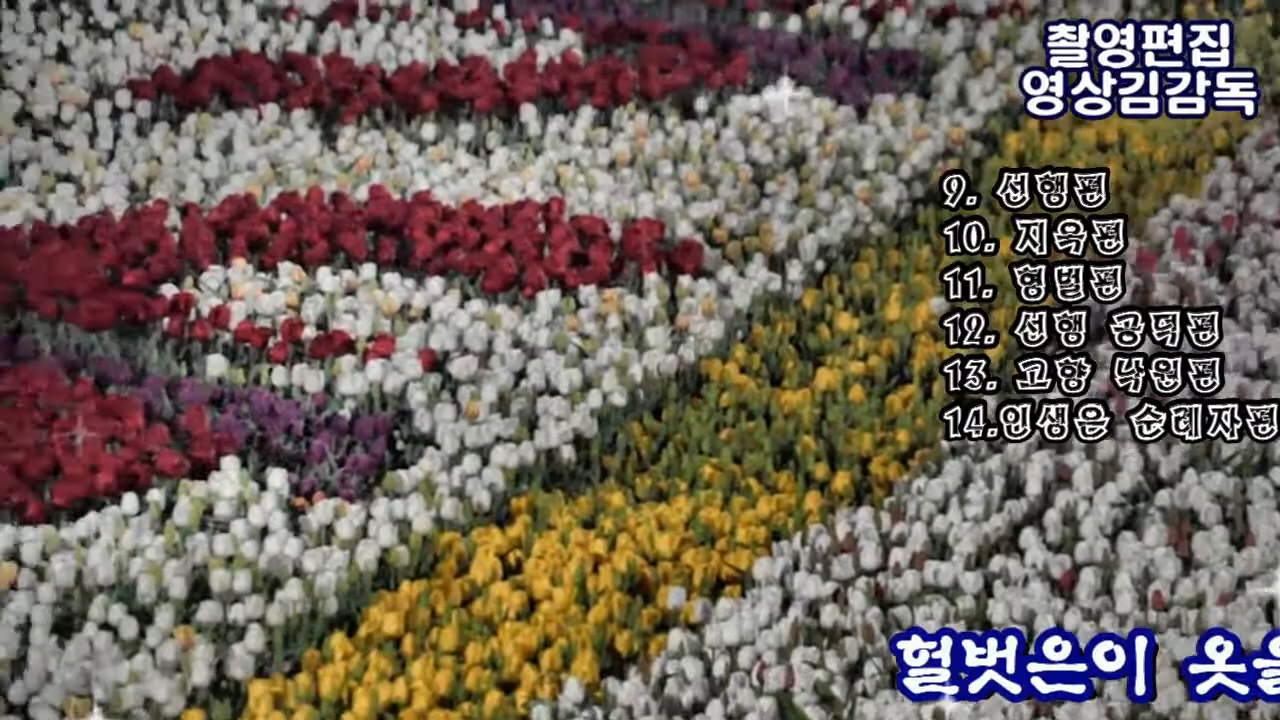 촬영편집
영상김감독
9. 선행편
10. 지옥편
11. 형벌편
12. 선행 공덕편
13. 고향 낙원편
14.인생은 순례자편
헐벗은이 옷을